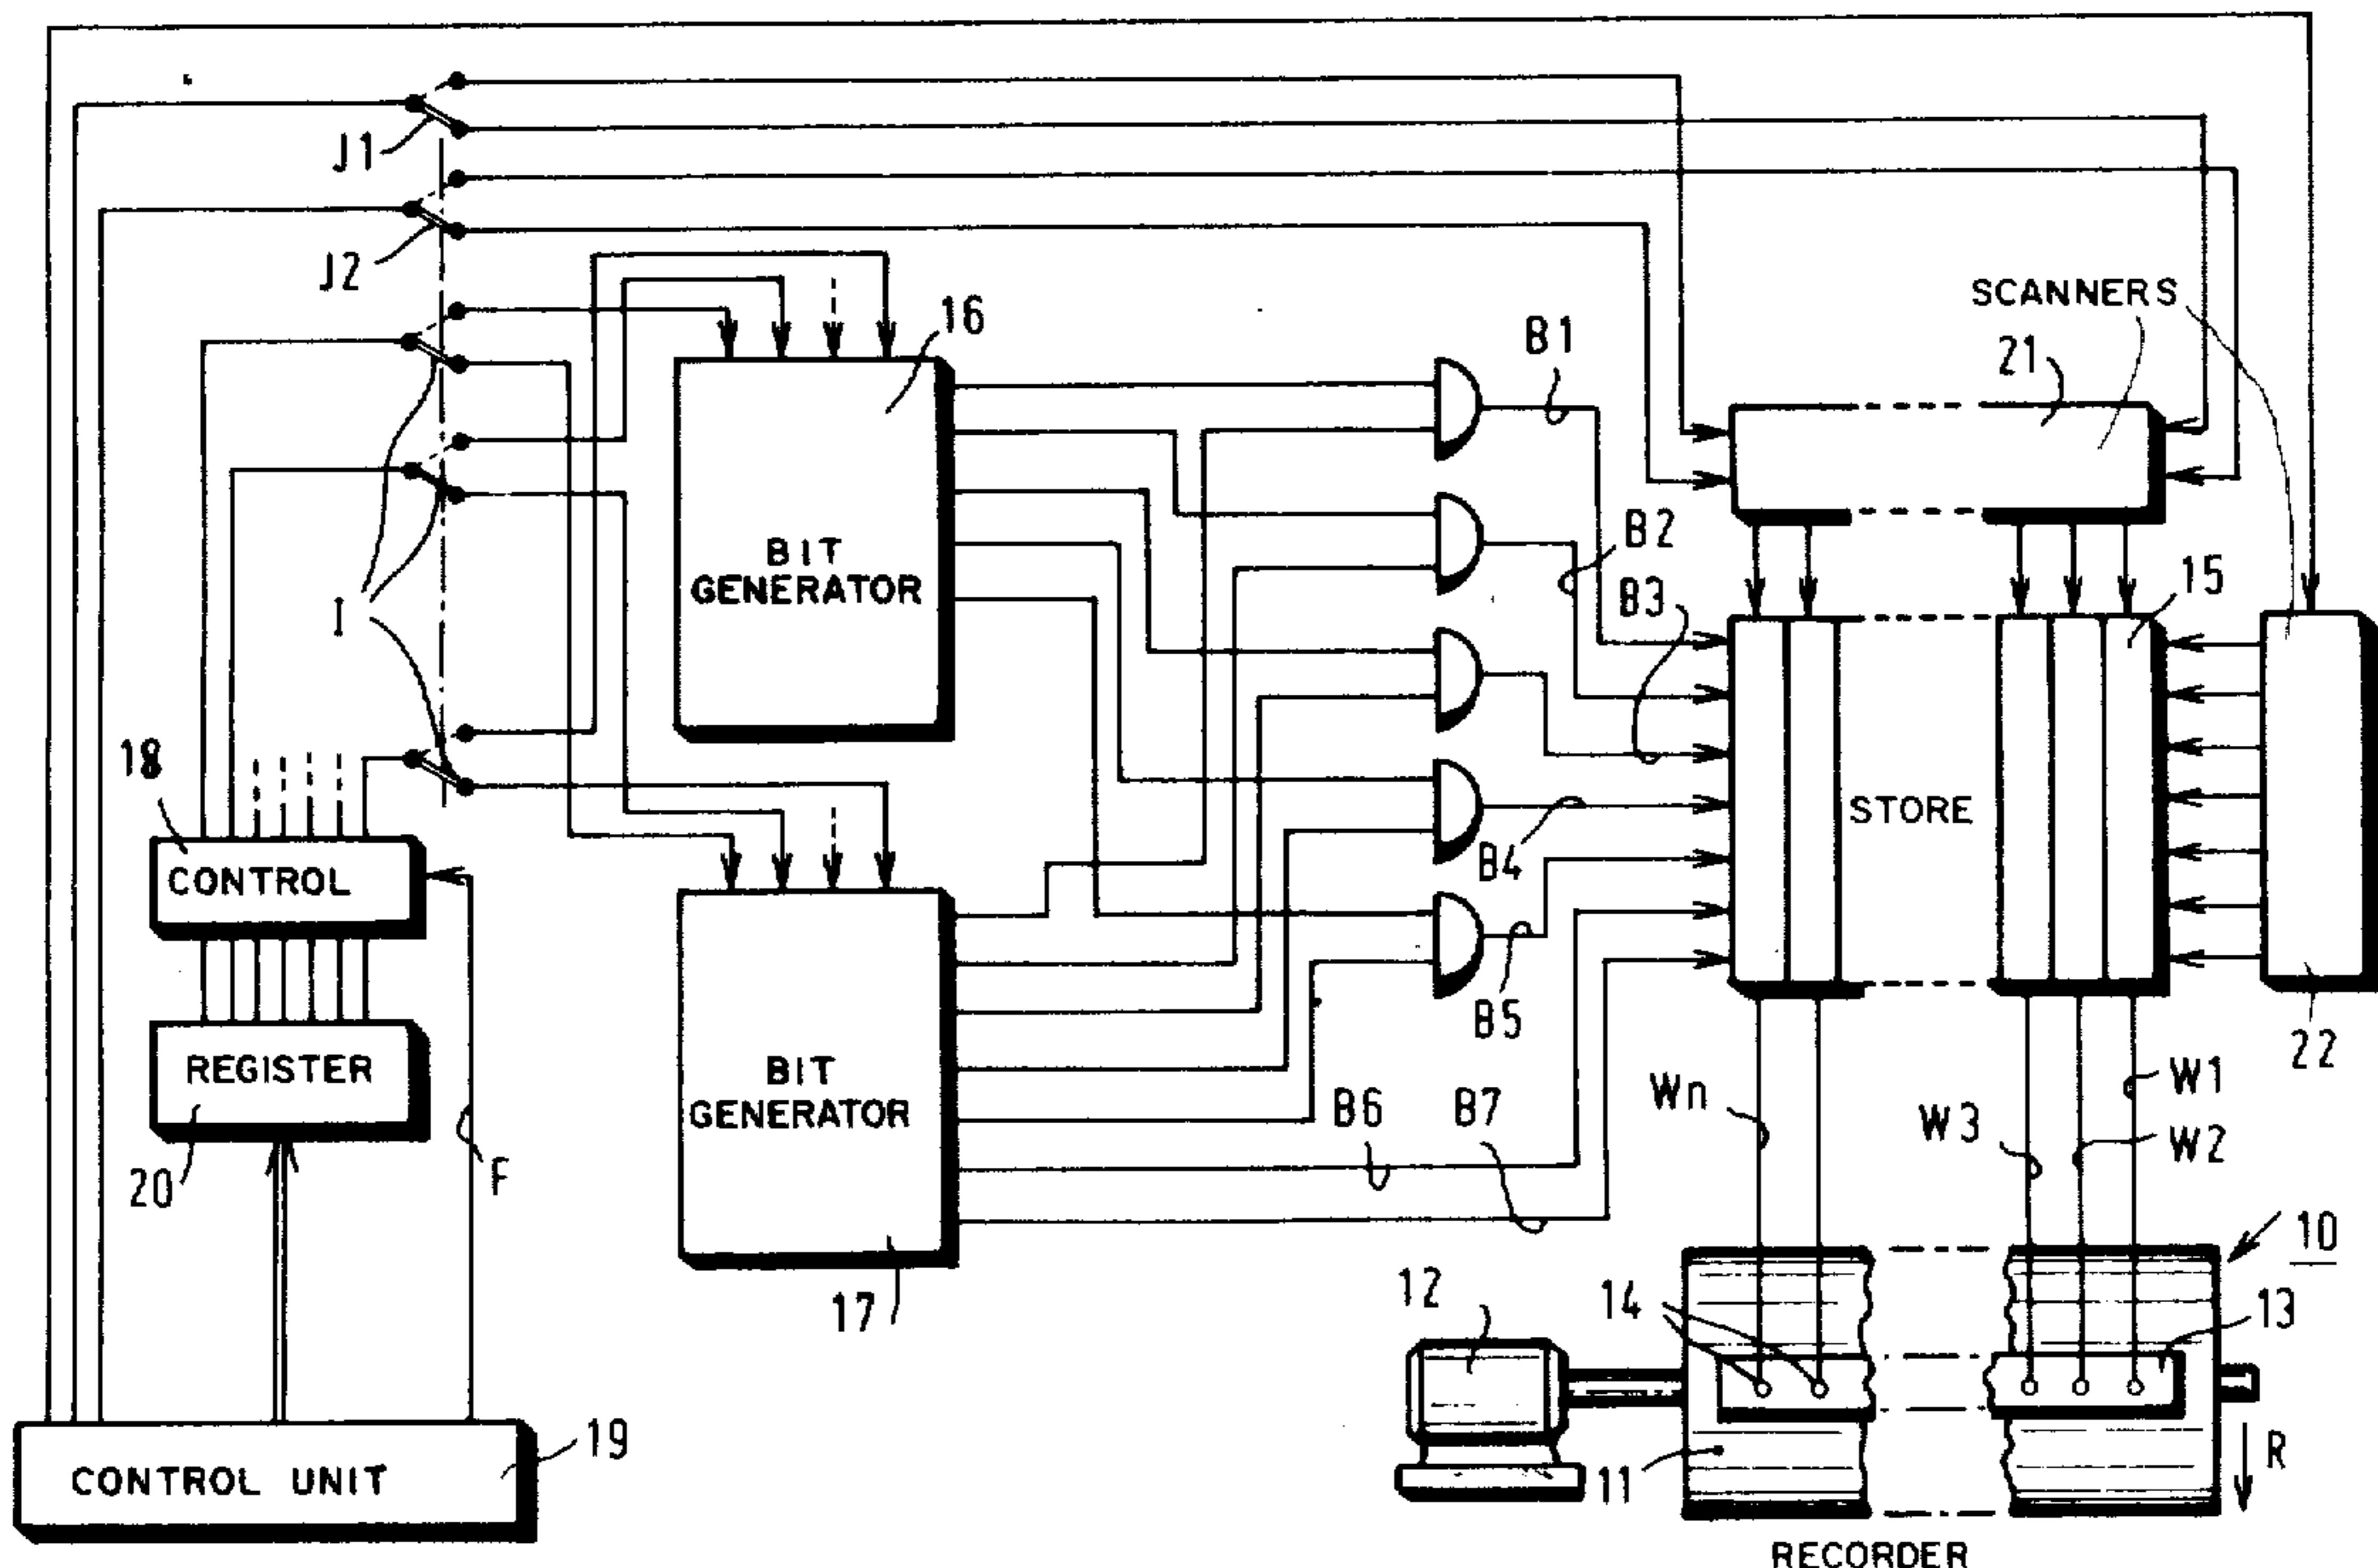 J1
J2
SCANNERS
16
B1
21
B2
BIT
GENERATOR
B3
15
I
18
STORE
CONTROL
B4
B5
22
REGISTER
BIT
GENERATOR
Wn
W1
B6
B7
W3
W2
20
F
10
12
14
13
17
19
CONTROL UNIT
11
R
RECORDER